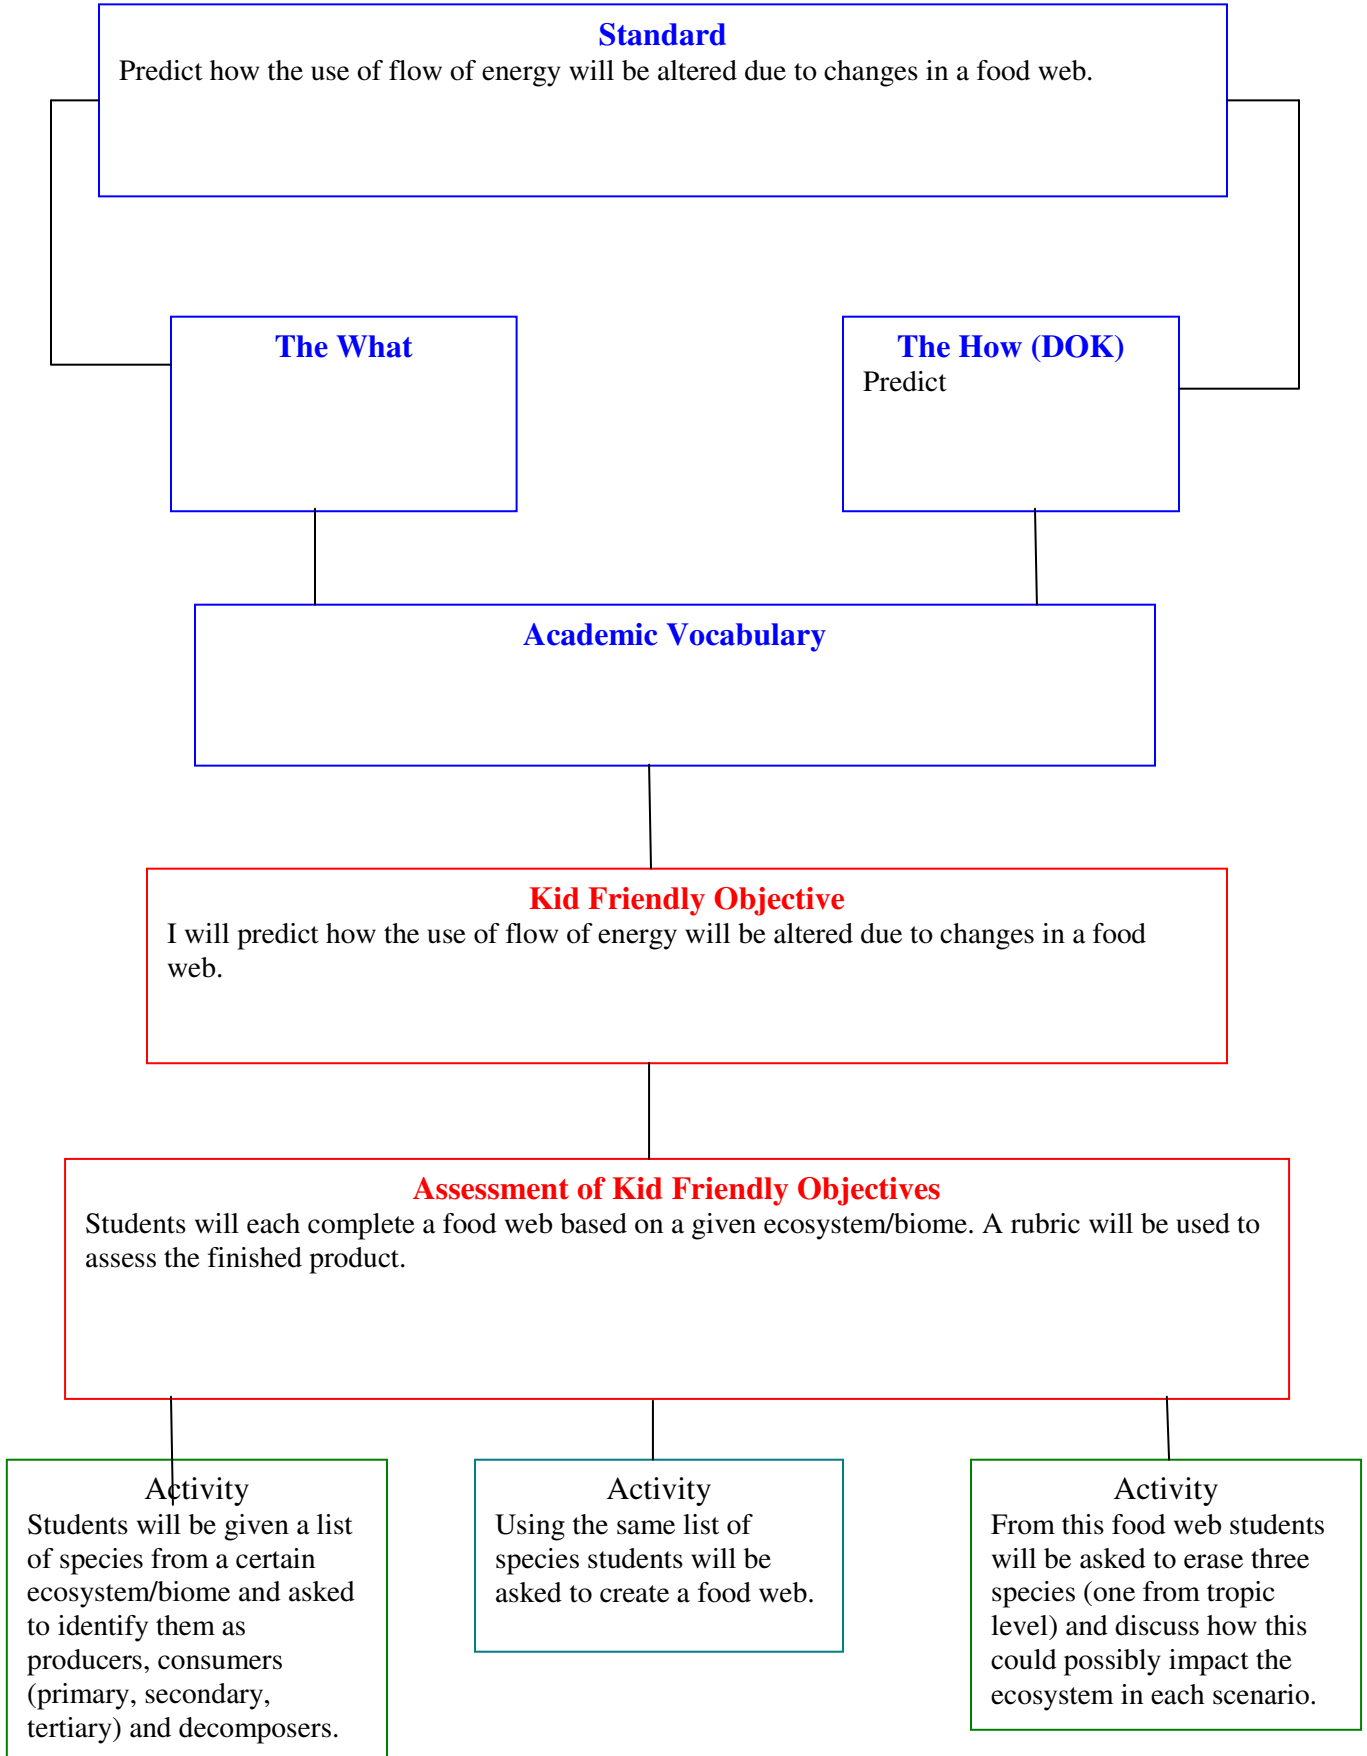 Standard
Predict how the use of flow of energy will be altered due to changes in a food web.
The What
The How (DOK)
Predict
Academic Vocabulary
Kid Friendly Objective
I will predict how the use of flow of energy will be altered due to changes in a food
web.
Assessment of Kid Friendly Objectives
Students will each complete a food web based on a given ecosystem/biome. A rubric will be used to
assess the finished product.
Activity
Students will be given a list
of species from a certain
ecosystem/biome and asked
to identify them as
producers, consumers
(primary, secondary,
tertiary) and decomposers.
Activity
Using the same list of
species students will be
asked to create a food web.
Activity
From this food web students
will be asked to erase three
species (one from tropic
level) and discuss how this
could possibly impact the
ecosystem in each scenario.